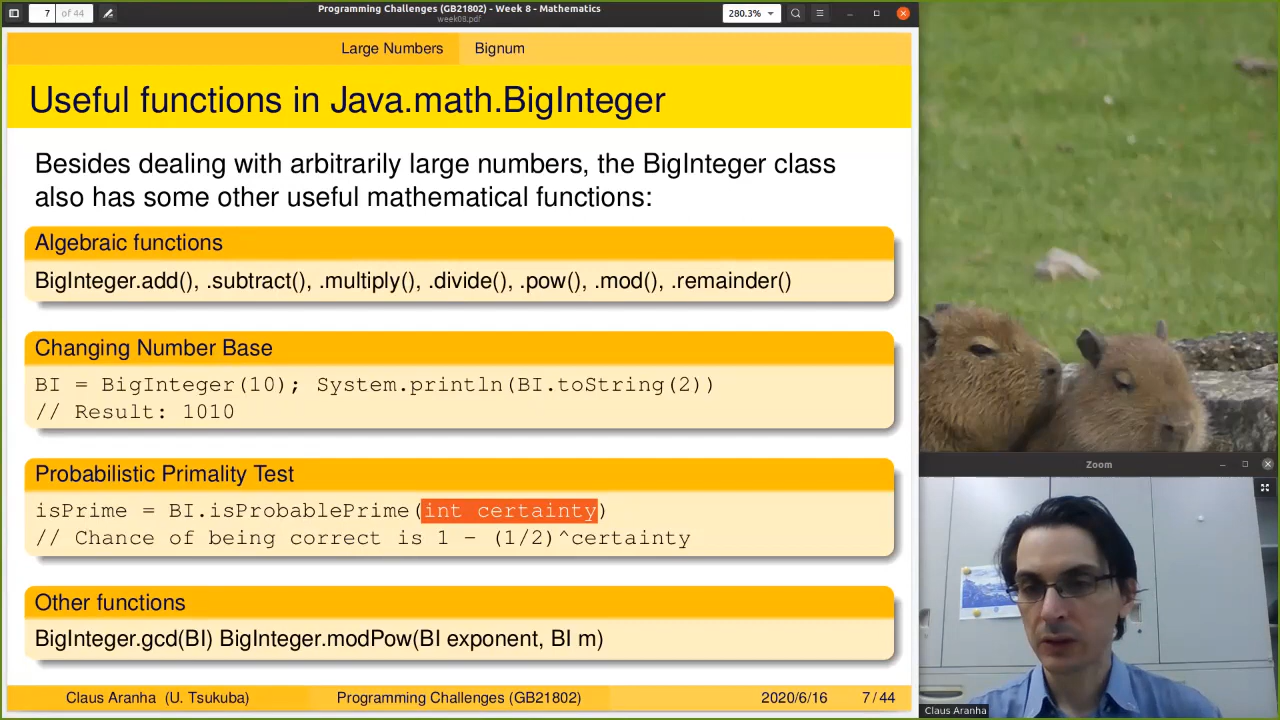 7 of 44
Programming Challenges (GB21802) - Week 8 - Mathematics
week08.pdf
280.3%
Large Numbers Bignum
Useful functions in Java.math.BigInteger
Besides dealing with arbitrarily large numbers, the BigInteger class
also has some other useful mathematical functions:
Algebraic functions
BigInteger.add(), .subtract(), .multiply(), .divide(), .pow(), .mod(), .remainder()
Changing Number Base
BI = BigInteger(10); System.println(BI.toString(2))
// Result: 1010
Probabilistic Primality Test
isPrime = BI.isProbablePrime(int certainty)
// Chance of being correct is 1 - (1/2)^certainty
Other functions
BigInteger.gcd(BI) BigInteger.modPow(BI exponent, BI m)
Claus Aranha (U. Tsukuba) Programming Challenges (GB21802) 2020/6/16 7 / 44
Zoom
Claus Aranha